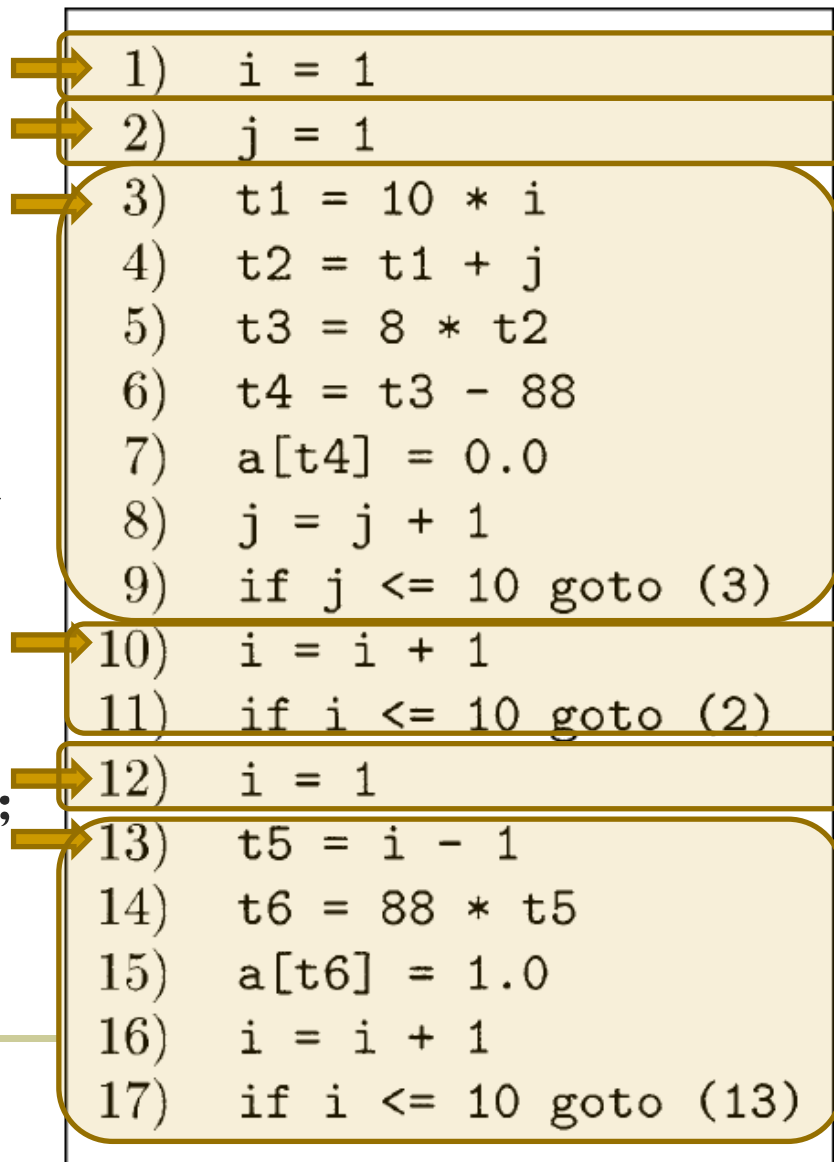 1) i = 1
2) j = 1
3) t1 = 10 * i
4) t2 = t1 + j
5) t3 = 8 * t2
6) t4 = t3 - 88
7) a[t4] = 0.0
8) j = j + 1
9) if j <= 10 goto (3)
10) i = i + 1
11) if i <= 10 goto (2)
12) i = 1
;
13) t5 = i - 1
14) t6 = 88 * t5
15) a[t6] = 1.0
16) i = i + 1
17) if i <= 10 goto (13)